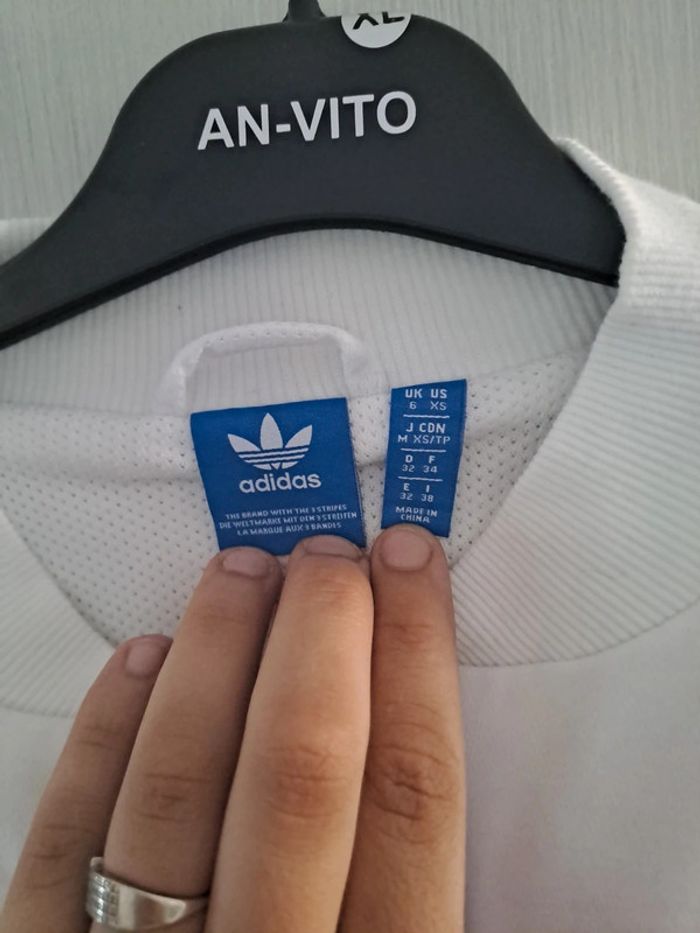 XL
AN-VITO
adidas
THE BRAND WITH THE 3 STRIPES
DIE WELTMARKE MIT DEN 3 STREIFEN
LA MARQUE AUX 3 BANDES
UK US
6 XS
J CDN
M XS/TP
D F
32 34
E I
32 38
MADE IN
CHINA